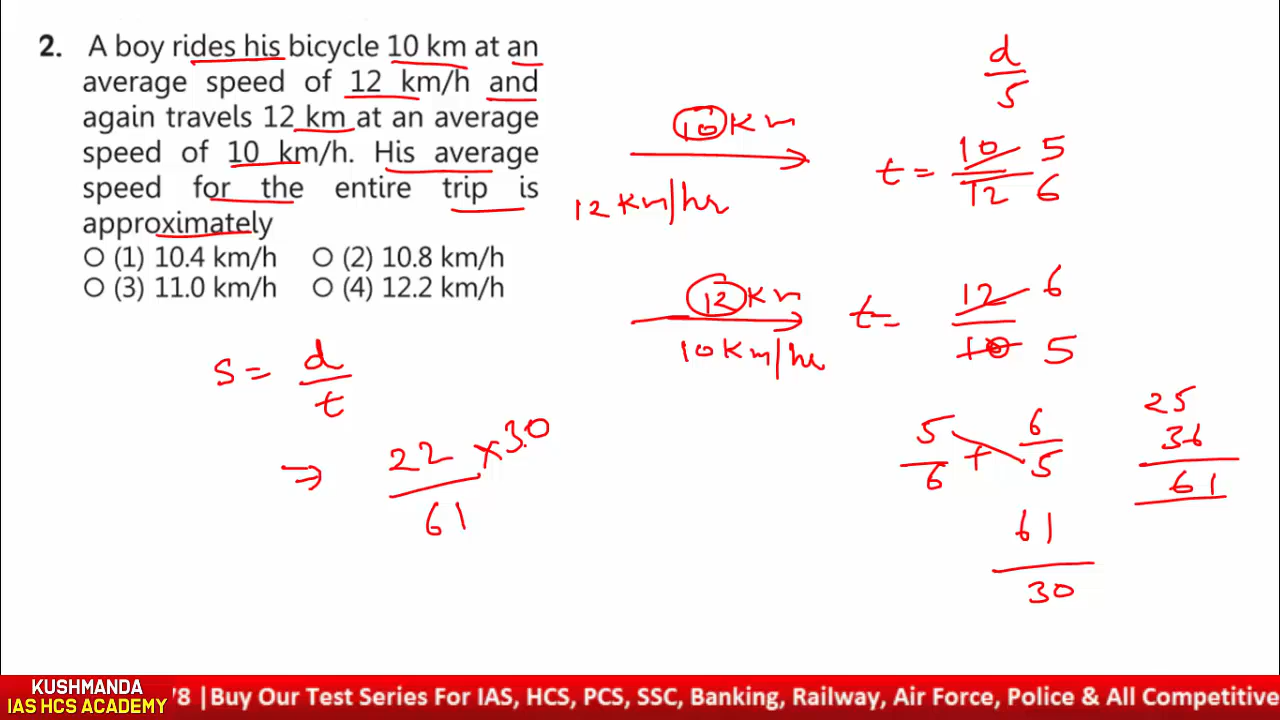 2. A boy rides his bicycle 10 km at an
average speed of 12 km/h and
again travels 12 km at an average
speed of 10 km/h. His average
speed for the entire trip is
approximately
(1) 10.4 km/h (2) 10.8 km/h
(3) 11.0 km/h (4) 12.2 km/h
d
s
10 Km
12 Km/hr
t = 10 5
12 6
12 Km
10 Km/hr
t = 12 6
10 5
s = d
t
→ 22 × 30
61
5 + 6
6 5
25
36
61
61
30
KUSHMANDA
IAS HCS ACADEMY
78 |Buy Our Test Series For IAS, HCS, PCS, SSC, Banking, Railway, Air Force, Police & All Competitive